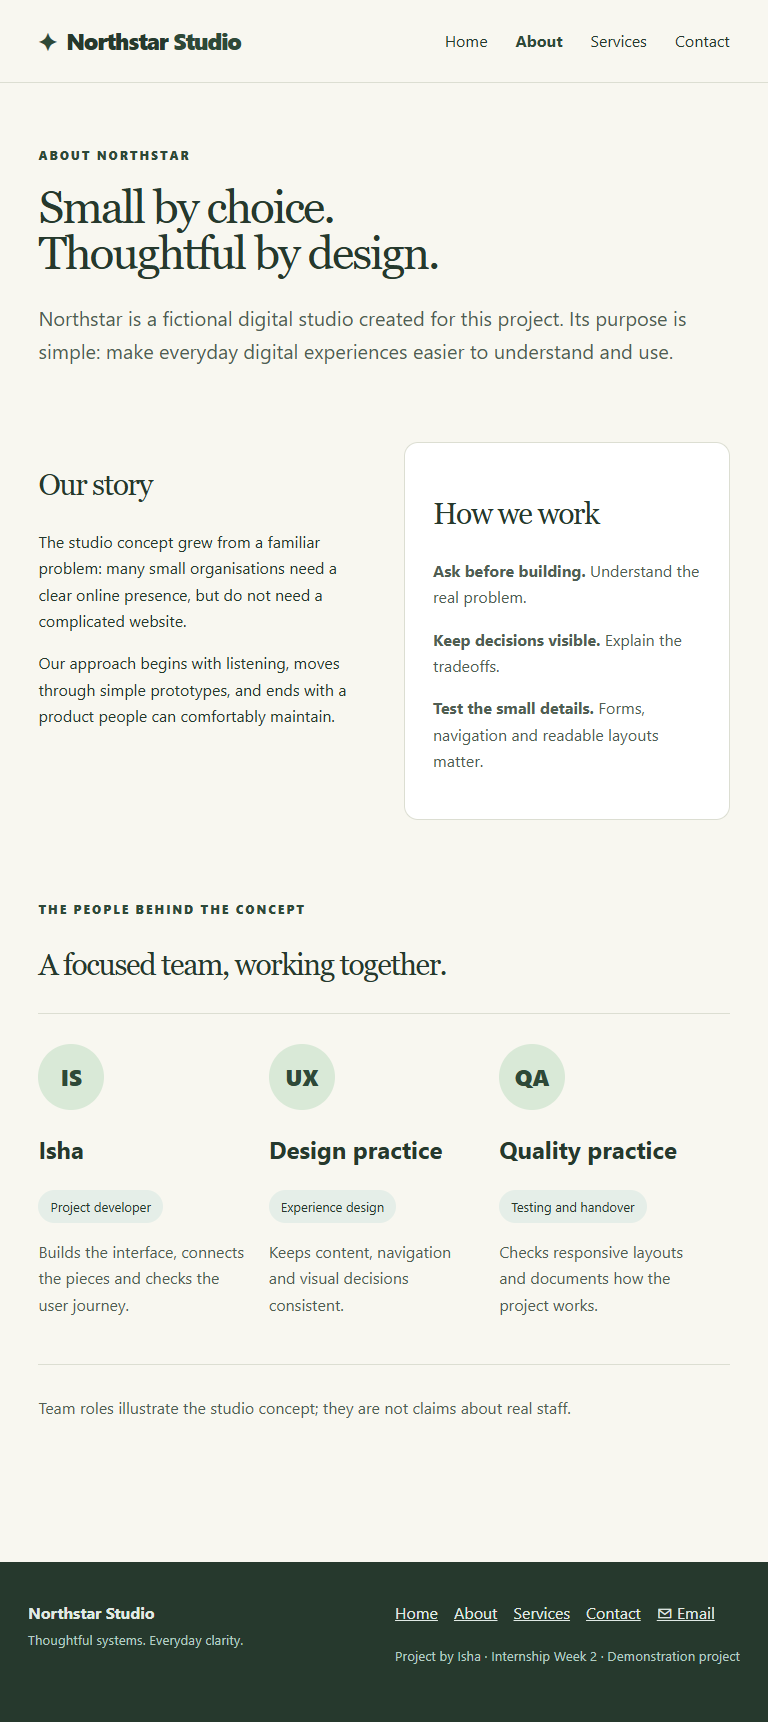 ✦ Northstar Studio
Home About Services Contact
ABOUT NORTHSTAR
Small by choice.
Thoughtful by design.
Northstar is a fictional digital studio created for this project. Its purpose is
simple: make everyday digital experiences easier to understand and use.
Our story
The studio concept grew from a familiar
problem: many small organisations need a
clear online presence, but do not need a
complicated website.
Our approach begins with listening, moves
through simple prototypes, and ends with a
product people can comfortably maintain.
How we work
Ask before building. Understand the
real problem.
Keep decisions visible. Explain the
tradeoffs.
Test the small details. Forms,
navigation and readable layouts
matter.
THE PEOPLE BEHIND THE CONCEPT
A focused team, working together.
IS
Isha
Project developer
Builds the interface, connects
the pieces and checks the
user journey.
UX
Design practice
Experience design
Keeps content, navigation
and visual decisions
consistent.
QA
Quality practice
Testing and handover
Checks responsive layouts
and documents how the
project works.
Team roles illustrate the studio concept; they are not claims about real staff.
Northstar Studio
Thoughtful systems. Everyday clarity.
Home About Services Contact Email
Project by Isha · Internship Week 2 · Demonstration project